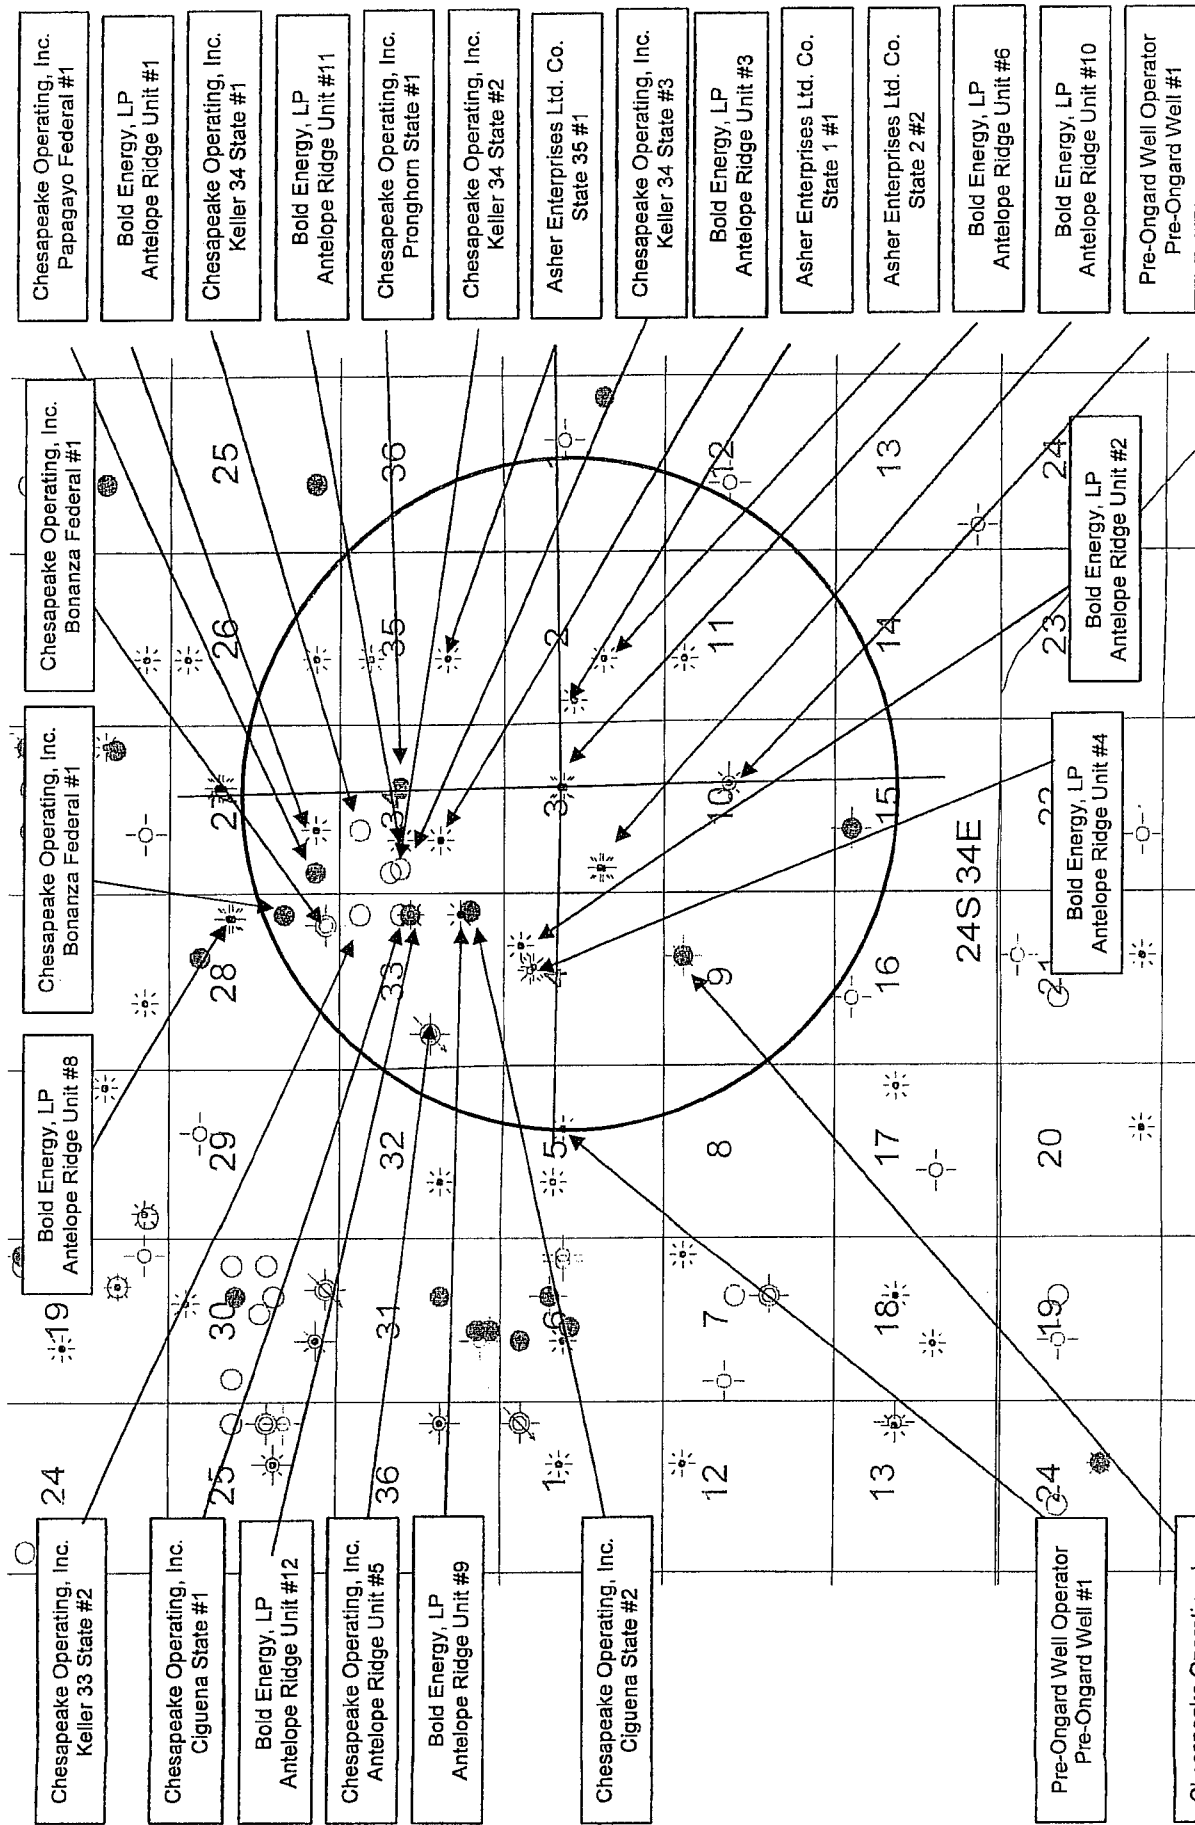 Chesapeake Operating, Inc.
Keller 33 State #2
Chesapeake Operating, Inc.
Ciguena State #1
Bold Energy, LP
Antelope Ridge Unit #12
Chesapeake Operating, Inc.
Antelope Ridge Unit #5
Bold Energy, LP
Antelope Ridge Unit #9
Chesapeake Operating, Inc.
Ciguena State #2
Pre-Ongard Well Operator
Pre-Ongard Well #1
Bold Energy, LP
Antelope Ridge Unit #8
Chesapeake Operating, Inc.
Bonanza Federal #1
Chesapeake Operating, Inc.
Bonanza Federal #1
Bold Energy, LP
Antelope Ridge Unit #4
Bold Energy, LP
Antelope Ridge Unit #2
Chesapeake Operating, Inc.
Papagayo Federal #1
Bold Energy, LP
Antelope Ridge Unit #1
Chesapeake Operating, Inc.
Keller 34 State #1
Bold Energy, LP
Antelope Ridge Unit #11
Chesapeake Operating, Inc.
Pronghorn State #1
Chesapeake Operating, Inc.
Keller 34 State #2
Asher Enterprises Ltd. Co.
State 35 #1
Chesapeake Operating, Inc.
Keller 34 State #3
Bold Energy, LP
Antelope Ridge Unit #3
Asher Enterprises Ltd. Co.
State 1 #1
Asher Enterprises Ltd. Co.
State 2 #2
Bold Energy, LP
Antelope Ridge Unit #6
Bold Energy, LP
Antelope Ridge Unit #10
Pre-Ongard Well Operator
Pre-Ongard Well #1
24 19
25 30 29 28 27 26 25
36 31 32 33 34 35 36
1 6 5 4 3 2 1
12 7 8 9 10 11 12
13 18 17 16 15 14 13
24S 34E
24 19 20 21 22 23 24